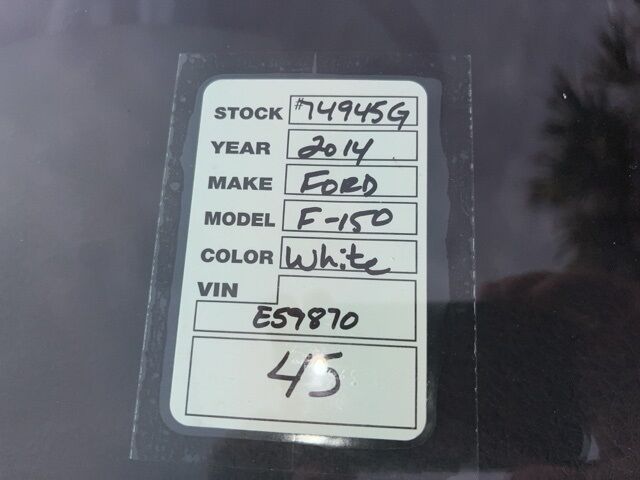 STOCK #74945G
YEAR 2014
MAKE FORD
MODEL F-150
COLOR White
VIN
E59870
45